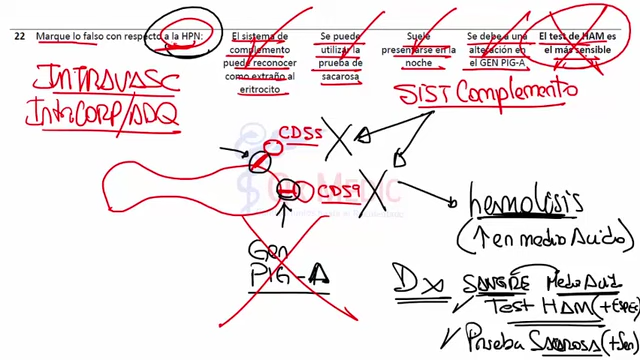 22 Marque lo falso con respecto a la HPN:
El sistema de complemento puede reconocer como extraño al eritrocito
Se puede utilizar la prueba de sacarosa
Suele presentarse en la noche
Se debe a una alteración en el GEN PIG-A
El test de HAM es el más sensible
INTRAVASC
INTRACORP/ADQ
SIST Complemento
CD55
CD59
Gen
PIG-A
hemolisis
(↑ en medio Acido)
DX SANGRE Medio Acid
Test HAM (+ESPEC
Prueba SACAROSA (+Sen)